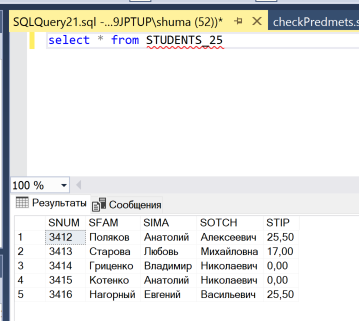 SQLQuery21.sql -...9JPTUP\shuma (52))* checkPredmets.s
select * from STUDENTS_25
100 %
Результаты Сообщения
SNUM SFAM SIMA SOTCH STIP
1 3412 Поляков Анатолий Алексеевич 25,50
2 3413 Старова Любовь Михайловна 17,00
3 3414 Гриценко Владимир Николаевич 0,00
4 3415 Котенко Анатолий Николаевич 0,00
5 3416 Нагорный Евгений Васильевич 25,50